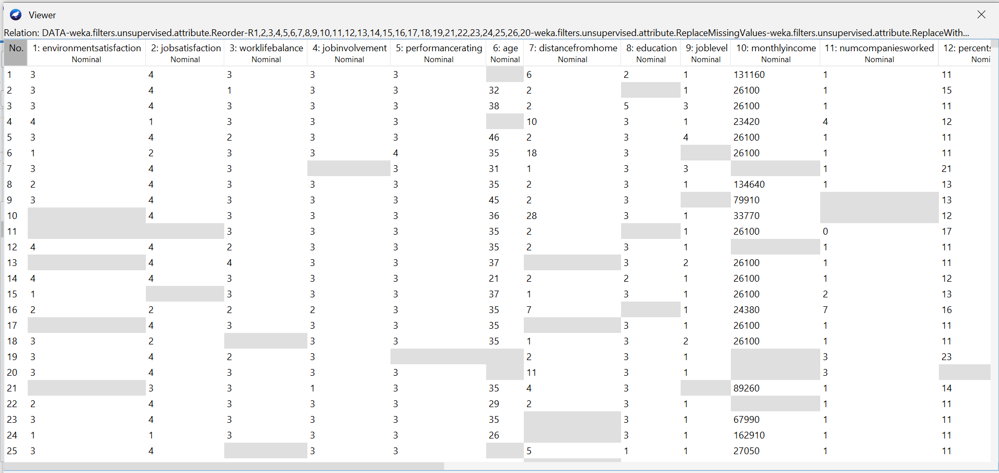 Viewer
Relation: DATA-weka.filters.unsupervised.attribute.Reorder-R1,2,3,4,5,6,7,8,9,10,11,12,13,14,15,16,17,18,19,21,22,23,24,25,26,20-weka.filters.unsupervised.attribute.ReplaceMissingValues-weka.filters.unsupervised.attribute.ReplaceWith...
No. 1: environmentsatisfaction 2: jobsatisfaction 3: worklifebalance 4: jobinvolvement 5: performancerating 6: age 7: distancefromhome 8: education 9: joblevel 10: monthlyincome 11: numcompaniesworked 12: percents
Nominal Nominal Nominal Nominal Nominal Nominal Nominal Nominal Nominal Nominal Nominal Nomi
1 3 4 3 3 3 6 2 1 131160 1 11
2 3 4 1 3 3 32 2 1 26100 1 15
3 3 4 3 3 3 38 2 5 3 26100 1 11
4 4 1 3 3 3 10 3 1 23420 4 12
5 3 4 2 3 3 46 2 3 4 26100 1 11
6 1 2 3 3 4 35 18 3 26100 1 11
7 3 4 3 3 31 1 3 3 1 21
8 2 4 3 3 3 35 2 3 1 134640 1 13
9 3 4 3 3 3 45 2 3 79910 13
10 4 3 3 3 36 28 3 1 33770 12
11 3 3 3 35 2 1 26100 0 17
12 4 4 2 3 3 35 2 3 1 1 11
13 4 4 3 3 37 3 2 26100 1 11
14 4 4 3 3 3 21 2 2 1 26100 1 12
15 1 3 3 3 37 1 3 1 26100 2 13
16 2 2 2 2 3 35 7 1 24380 7 16
17 4 3 3 3 35 3 1 26100 1 11
18 3 2 3 3 35 1 3 2 26100 1 11
19 3 4 2 3 2 3 1 3 23
20 3 4 3 3 3 11 3 1 3
21 3 3 1 3 35 4 3 89260 1 14
22 2 4 3 3 3 29 2 3 1 1 11
23 3 4 3 3 3 35 3 1 67990 1 11
24 1 1 3 3 3 26 3 1 162910 1 11
25 3 4 3 3 5 1 1 27050 1 11